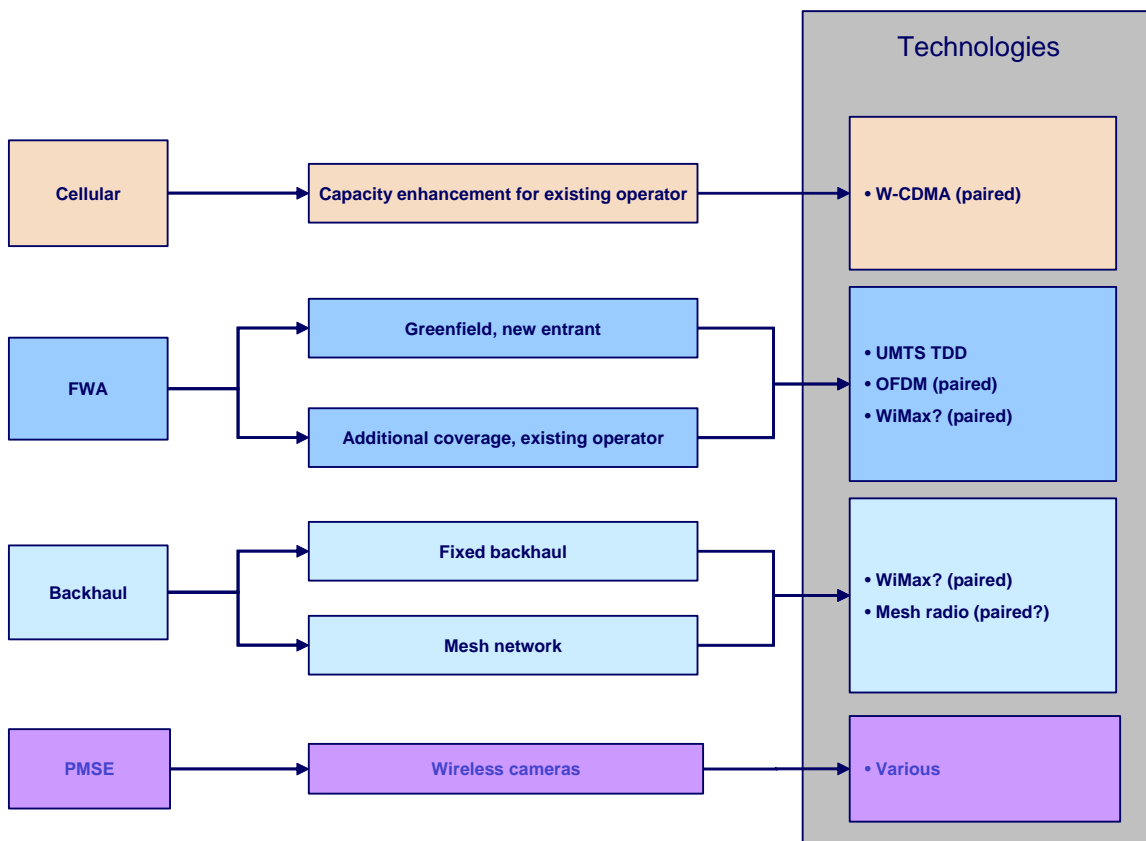 Technologies
Cellular
Capacity enhancement for existing operator
• W-CDMA (paired)
FWA
Greenfield, new entrant
Additional coverage, existing operator
• UMTS TDD
• OFDM (paired)
• WiMax? (paired)
Backhaul
Fixed backhaul
Mesh network
• WiMax? (paired)
• Mesh radio (paired?)
PMSE
Wireless cameras
• Various